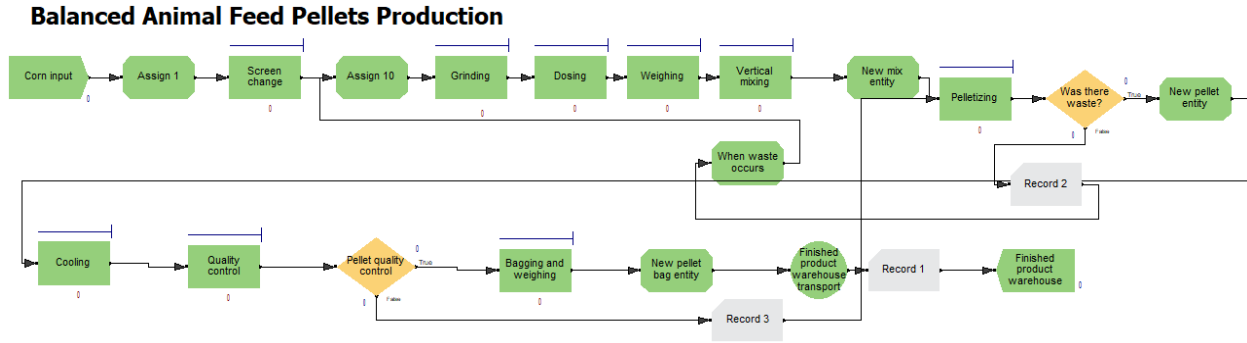 Balanced Animal Feed Pellets Production
Corn input
Assign 1
Screen
change
0
0
Assign 10
Grinding
0
Dosing
0
Weighing
0
Vertical
mixing
0
New mix
entity
Pelletizing
0
Was there
waste?
0
True
0
False
New pellet
entity
When waste
occurs
Record 2
Cooling
0
Quality
control
0
Pellet quality
control
0
True
0
False
Bagging and
weighing
0
New pellet
bag entity
Finished
product
warehouse
transport
Record 1
Finished
product
warehouse
0
Record 3